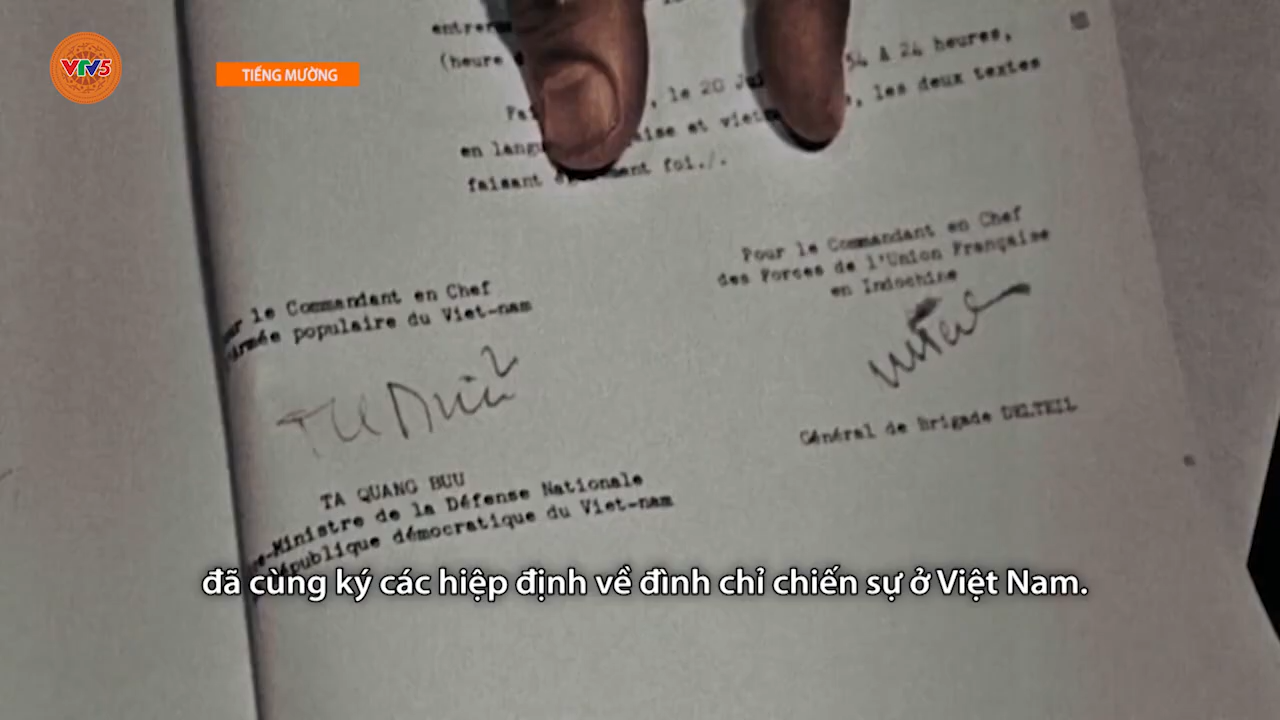 VTV5
TIẾNG MƯỜNG
(heure
54 à 24 heures,
, le 20
les deux textes
en aise et
faisant foi./.
Pour le Commandant en Chef
des Forces de l'Union Française
en Indochine
le Commandant en Chef
Armée populaire du Viet-nam
Général de Brigade DELTEIL
TA QUANG BUU
-Ministre de la Défense Nationale
République démocratique du Viet-nam
đã cùng ký các hiệp định về đình chỉ chiến sự ở Việt Nam.